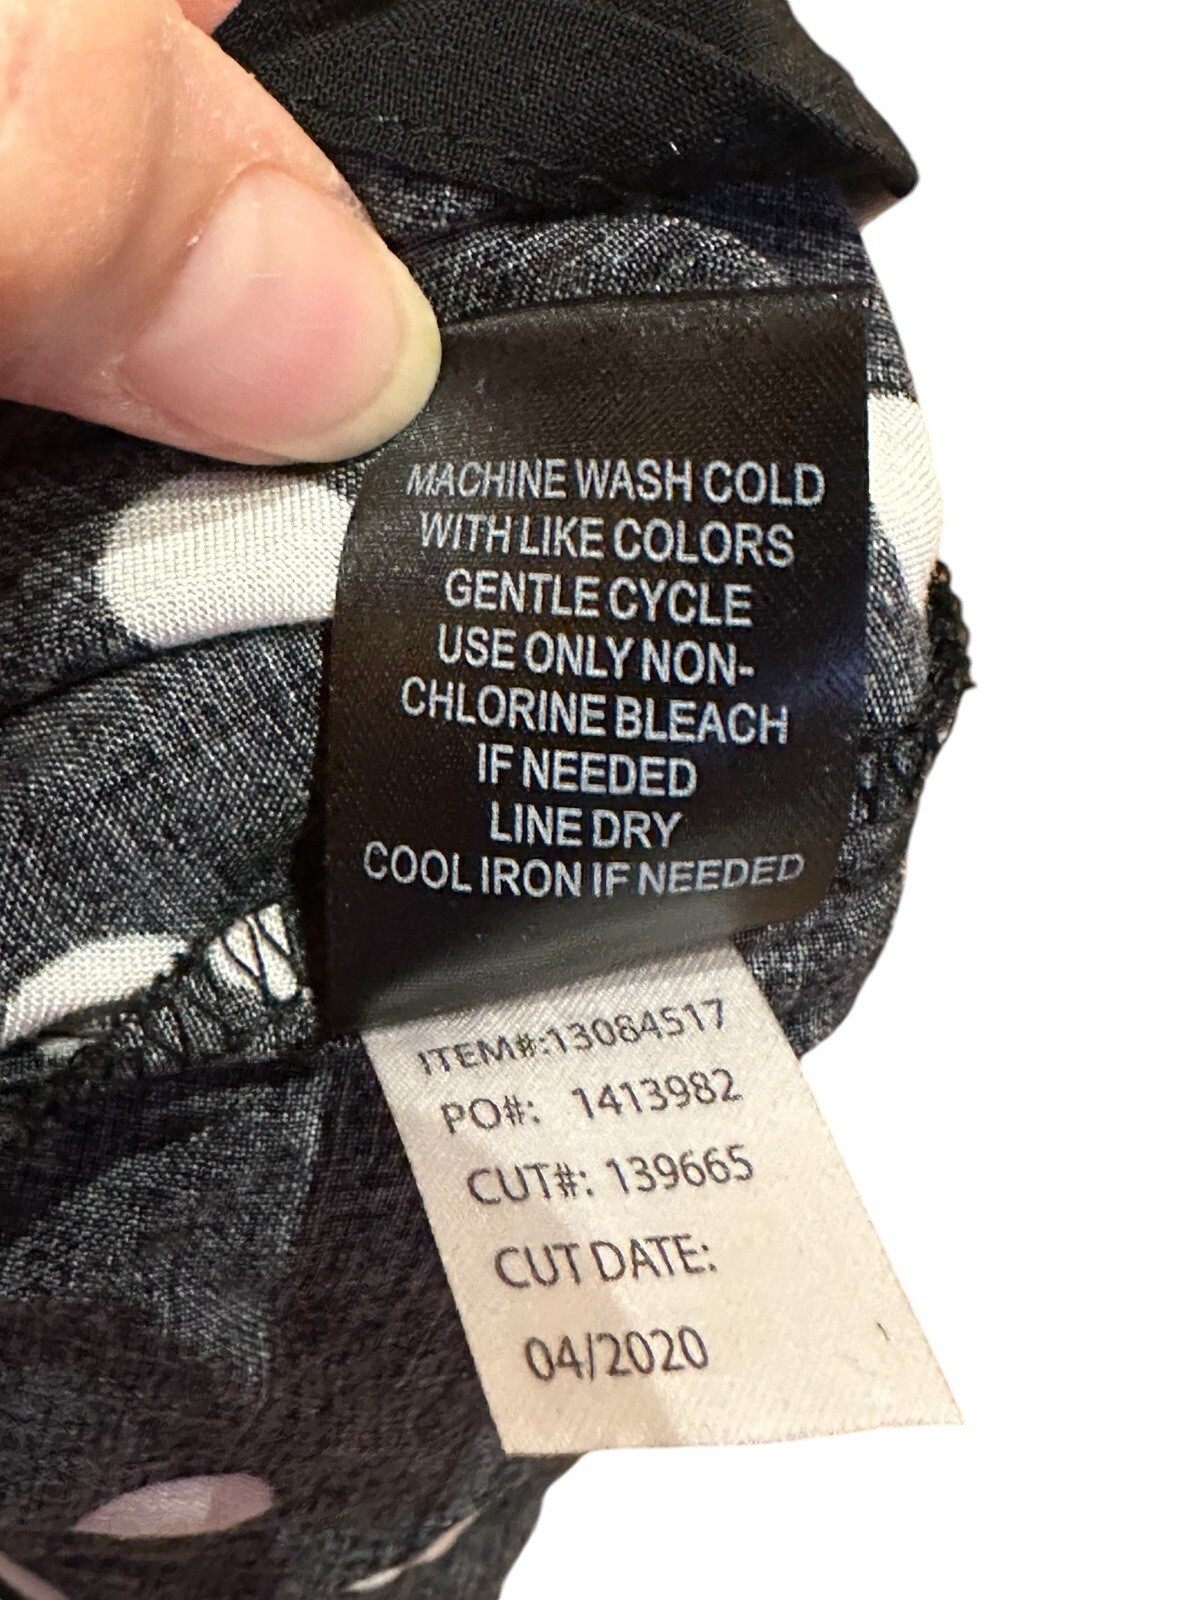 MACHINE WASH COLD
WITH LIKE COLORS
GENTLE CYCLE
USE ONLY NON-
CHLORINE BLEACH
IF NEEDED
LINE DRY
COOL IRON IF NEEDED
ITEM#:13084517
PO#: 1413982
CUT#: 139665
CUT DATE:
04/2020